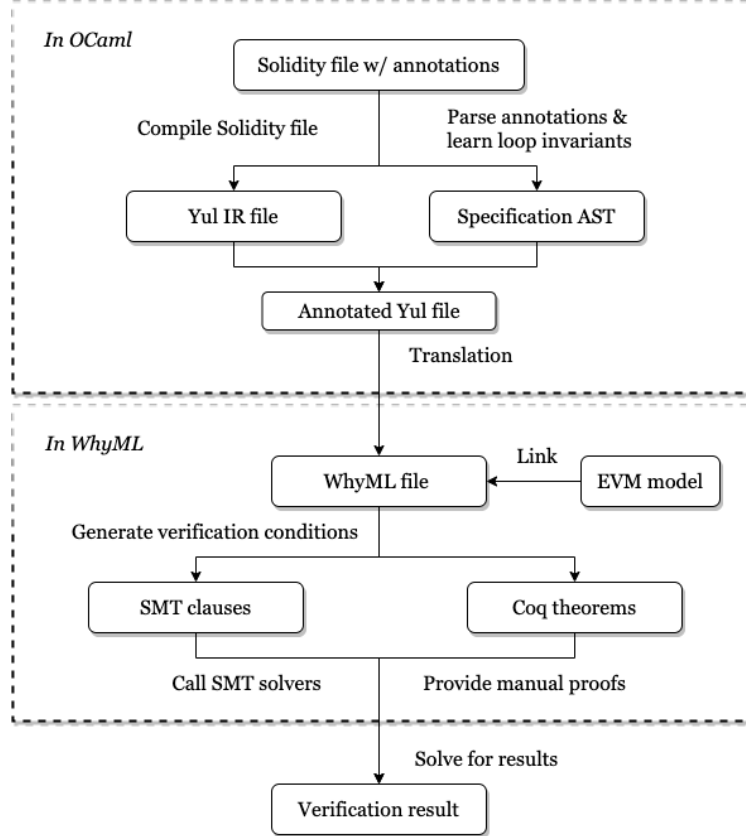 In OCaml
Solidity file w/ annotations
Compile Solidity file
Parse annotations &
learn loop invariants
Yul IR file
Specification AST
Annotated Yul file
Translation
In WhyML
Link
WhyML file
EVM model
Generate verification conditions
SMT clauses
Coq theorems
Call SMT solvers
Provide manual proofs
Solve for results
Verification result